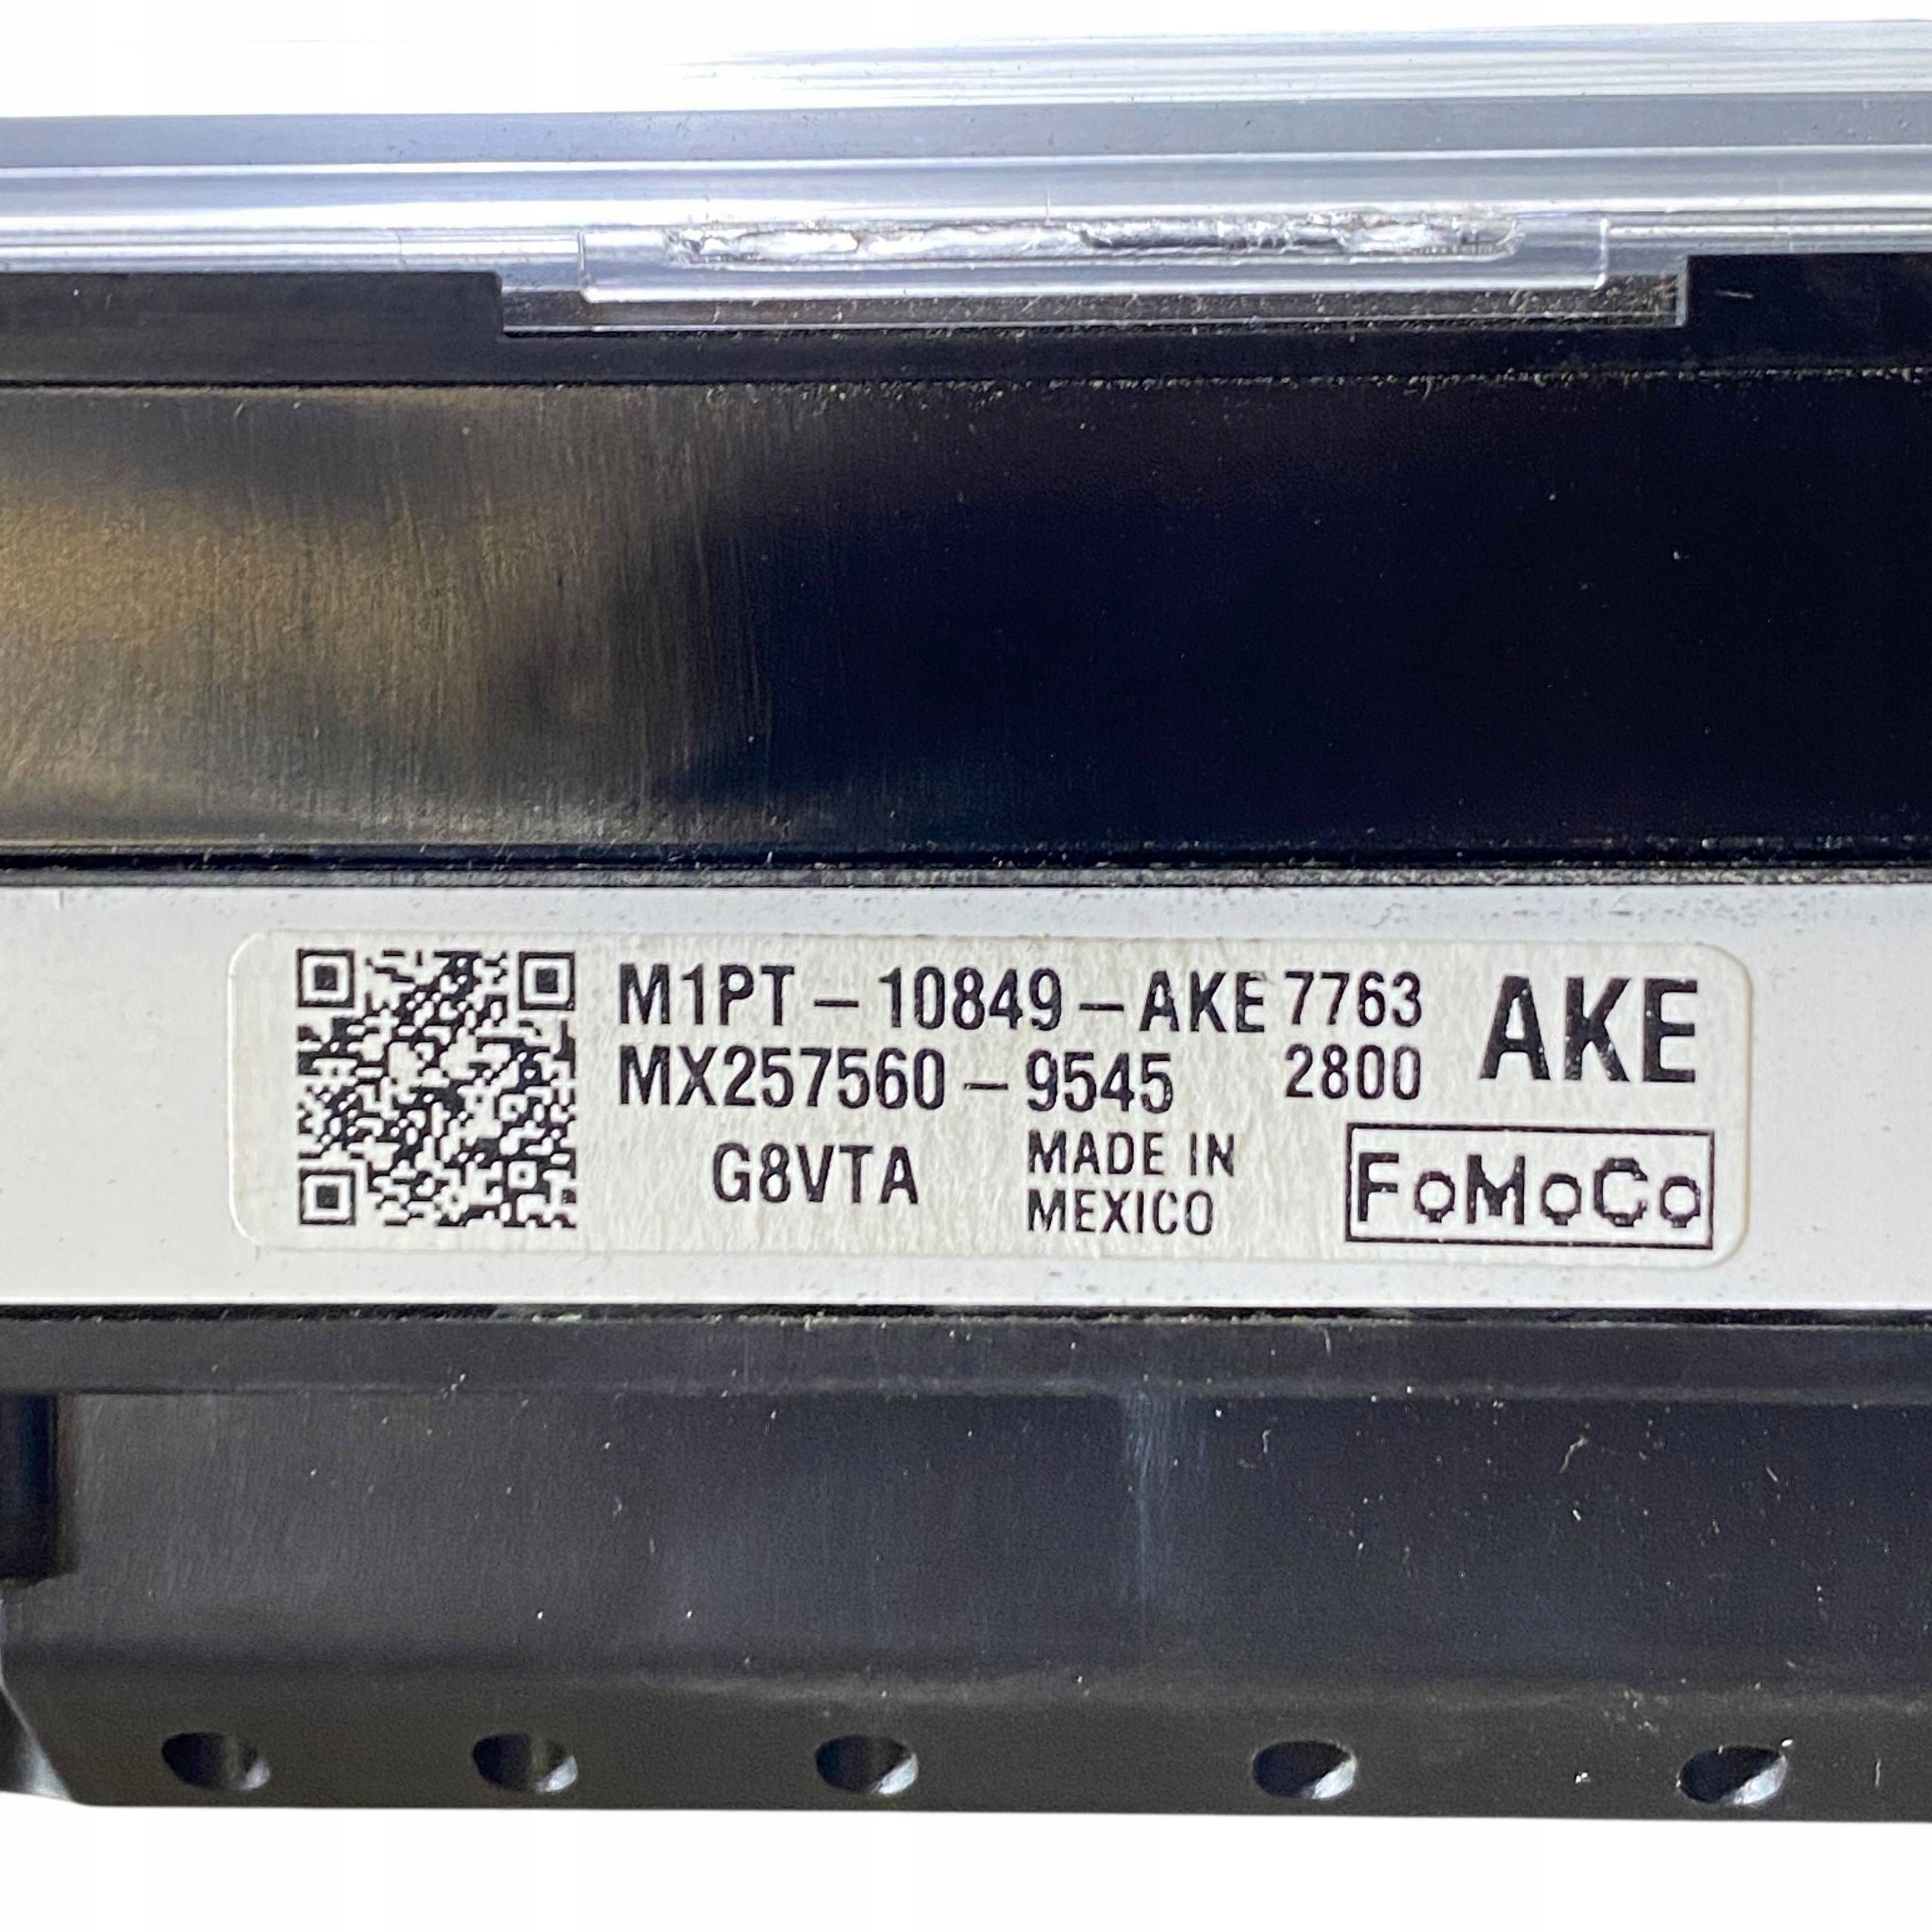 M1PT-10849-AKE 7763 AKE
MX257560-9545 2800
G8VTA MADE IN MEXICO FoMoCo